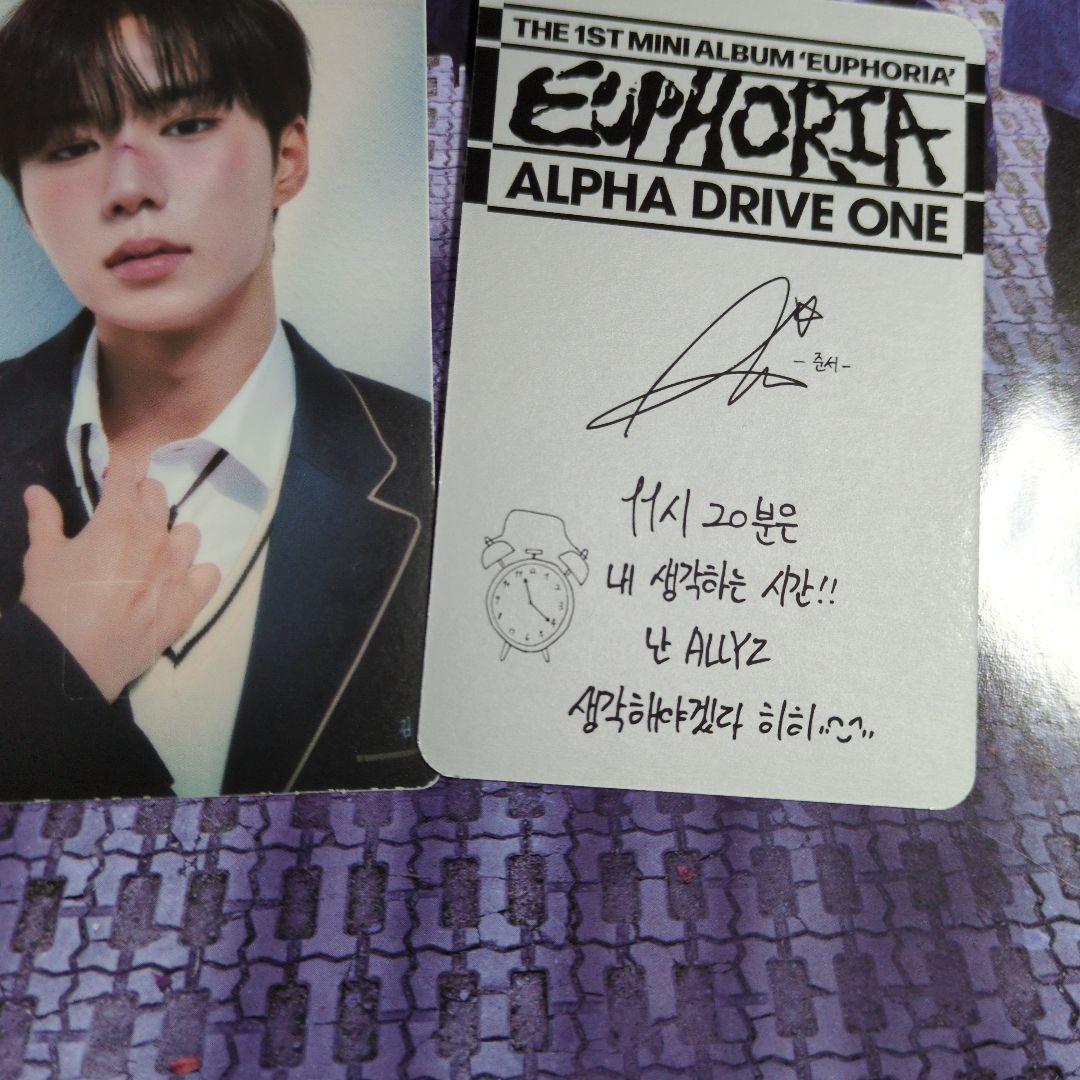 THE 1ST MINI ALBUM ‘EUPHORIA’
EUPHORIA
ALPHA DRIVE ONE
-준서-
11시 20분은
내 생각하는 시간!!
난 ALLYZ
생각해야겠다 히히